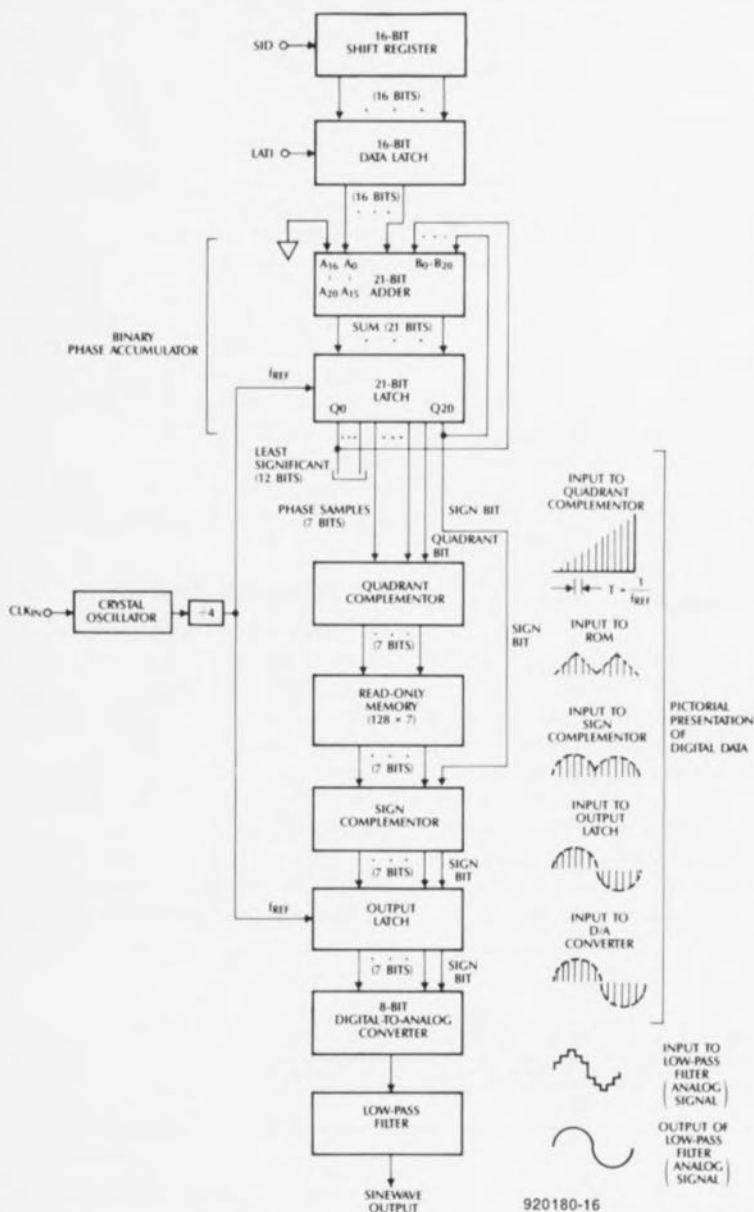 SID
16-BIT
SHIFT REGISTER
(16 BITS)
LATI
16-BIT
DATA LATCH
(16 BITS)
A16 A0
A20 A15
B0-B20
21-BIT
ADDER
BINARY
PHASE ACCUMULATOR
SUM (21 BITS)
fREF
21-BIT
LATCH
Q0
Q20
LEAST
SIGNIFICANT
(12 BITS)
PHASE SAMPLES
(7 BITS)
SIGN BIT
QUADRANT
BIT
QUADRANT
COMPLEMENTOR
CLKIN
CRYSTAL
OSCILLATOR
÷4
(7 BITS)
SIGN
BIT
READ-ONLY
MEMORY
(128 × 7)
(7 BITS)
SIGN
COMPLEMENTOR
(7 BITS)
SIGN
BIT
fREF
OUTPUT
LATCH
(7 BITS)
SIGN
BIT
8-BIT
DIGITAL-TO-ANALOG
CONVERTER
LOW-PASS
FILTER
SINEWAVE
OUTPUT
INPUT TO
QUADRANT
COMPLEMENTOR
T = 1
fREF
INPUT TO
ROM
INPUT TO
SIGN
COMPLEMENTOR
INPUT TO
OUTPUT
LATCH
INPUT TO
D/A
CONVERTER
PICTORIAL
PRESENTATION
OF
DIGITAL DATA
INPUT TO
LOW-PASS
FILTER
(ANALOG
SIGNAL)
OUTPUT OF
LOW-PASS
FILTER
(ANALOG
SIGNAL)
920180-16